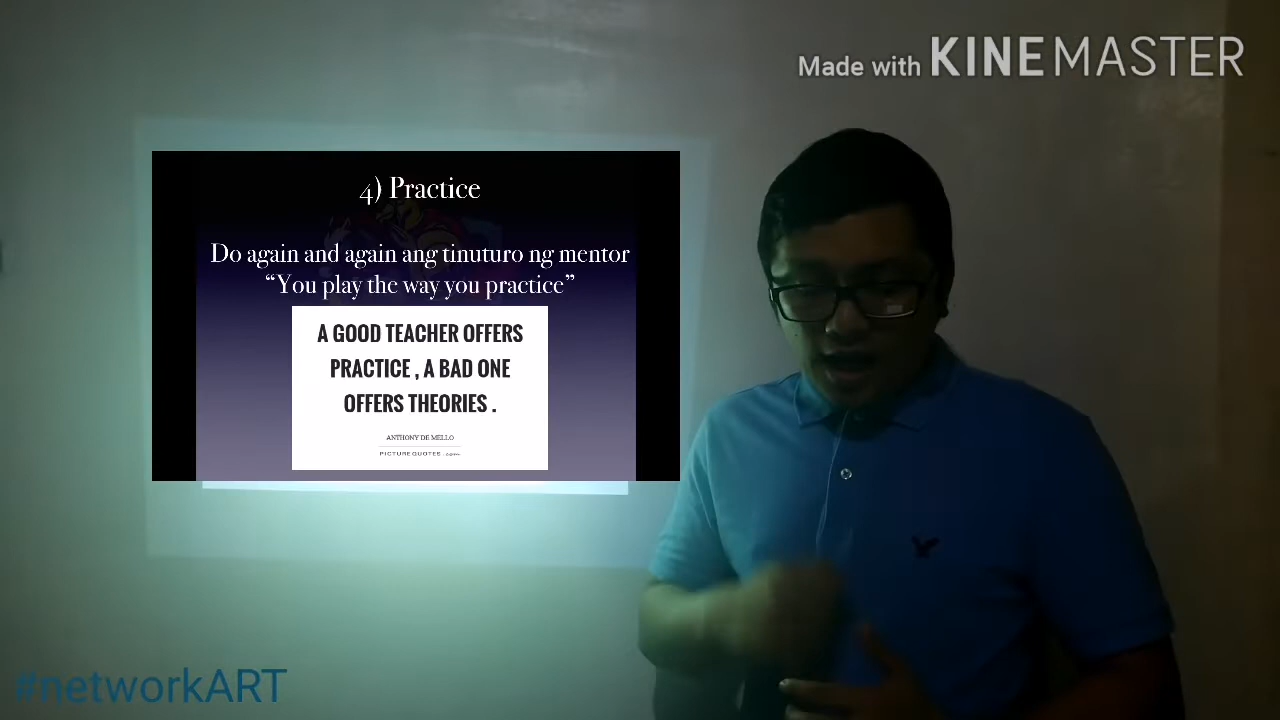 Made with KINEMASTER
4) Practice
Do again and again ang tinuturo ng mentor
“You play the way you practice”
A GOOD TEACHER OFFERS
PRACTICE , A BAD ONE
OFFERS THEORIES .
ANTHONY DE MELLO
PICTURE QUOTES . com
#networkART